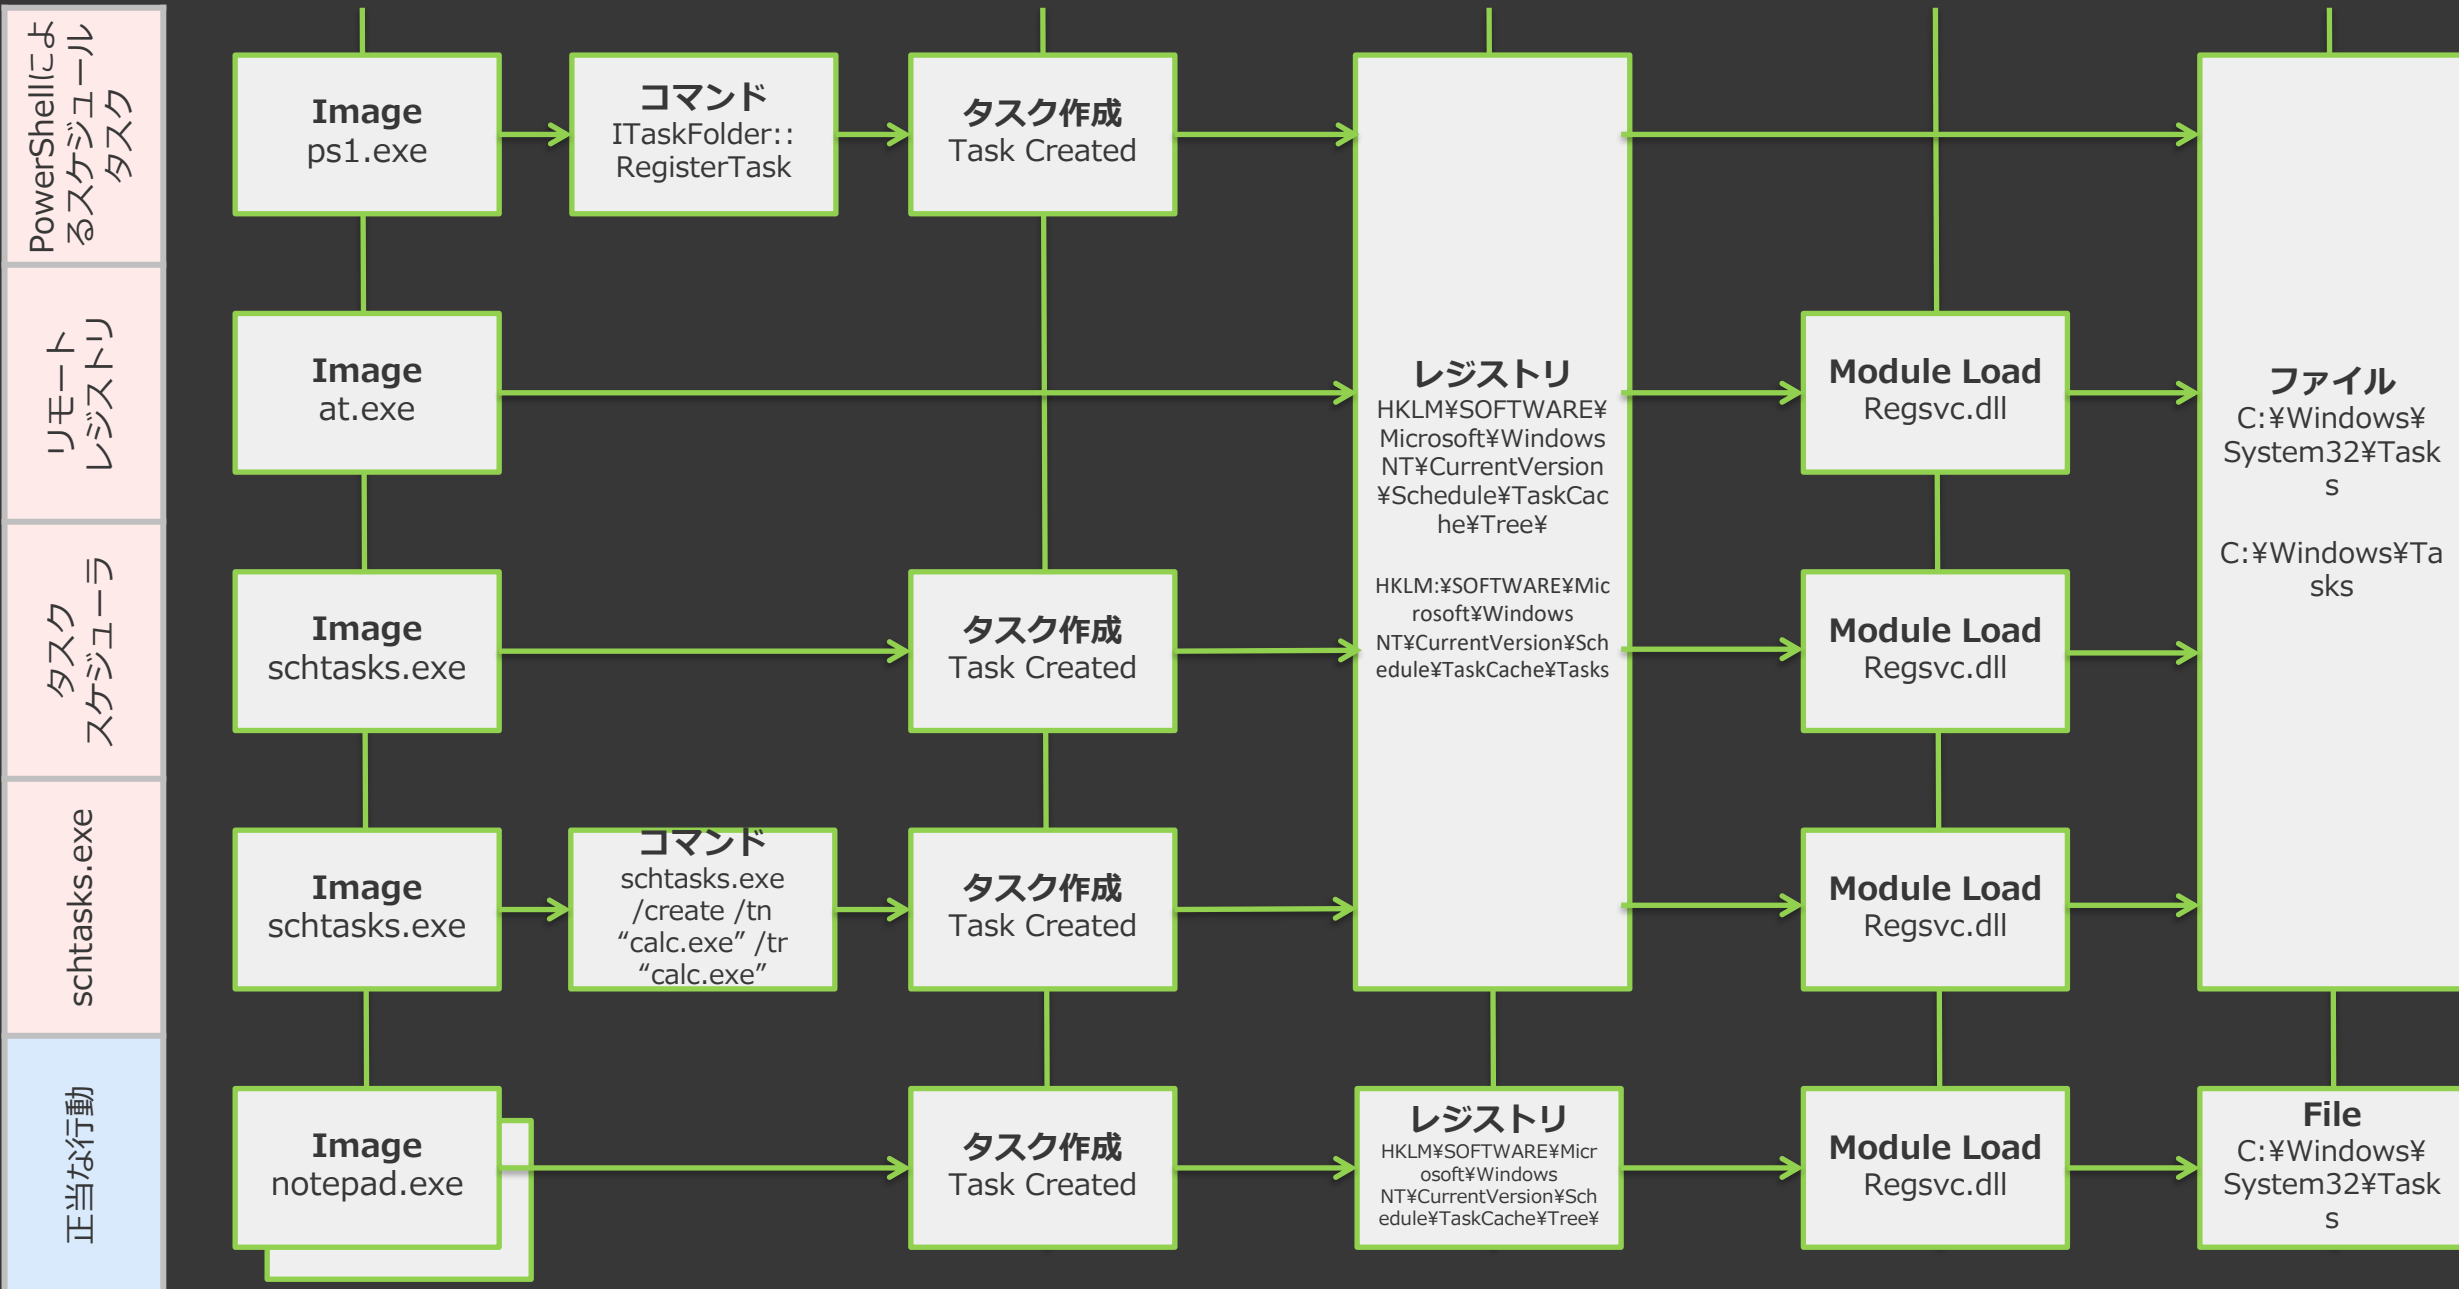 PowerShellによ
るスケジュール
タスク
Image
ps1.exe
コマンド
ITaskFolder::
RegisterTask
タスク作成
Task Created
リモート
レジストリ
Image
at.exe
レジストリ
HKLM¥SOFTWARE¥
Microsoft¥Windows
NT¥CurrentVersion
¥Schedule¥TaskCac
he¥Tree¥
HKLM:¥SOFTWARE¥Mic
rosoft¥Windows
NT¥CurrentVersion¥Sch
edule¥TaskCache¥Tasks
Module Load
Regsvc.dll
ファイル
C:¥Windows¥
System32¥Task
s
C:¥Windows¥Ta
sks
タスク
スケジューラ
Image
schtasks.exe
タスク作成
Task Created
Module Load
Regsvc.dll
schtasks.exe
Image
schtasks.exe
コマンド
schtasks.exe
/create /tn
“calc.exe” /tr
“calc.exe”
タスク作成
Task Created
Module Load
Regsvc.dll
正当な行動
Image
notepad.exe
タスク作成
Task Created
レジストリ
HKLM¥SOFTWARE¥Micr
osoft¥Windows
NT¥CurrentVersion¥Sch
edule¥TaskCache¥Tree¥
Module Load
Regsvc.dll
File
C:¥Windows¥
System32¥Task
s